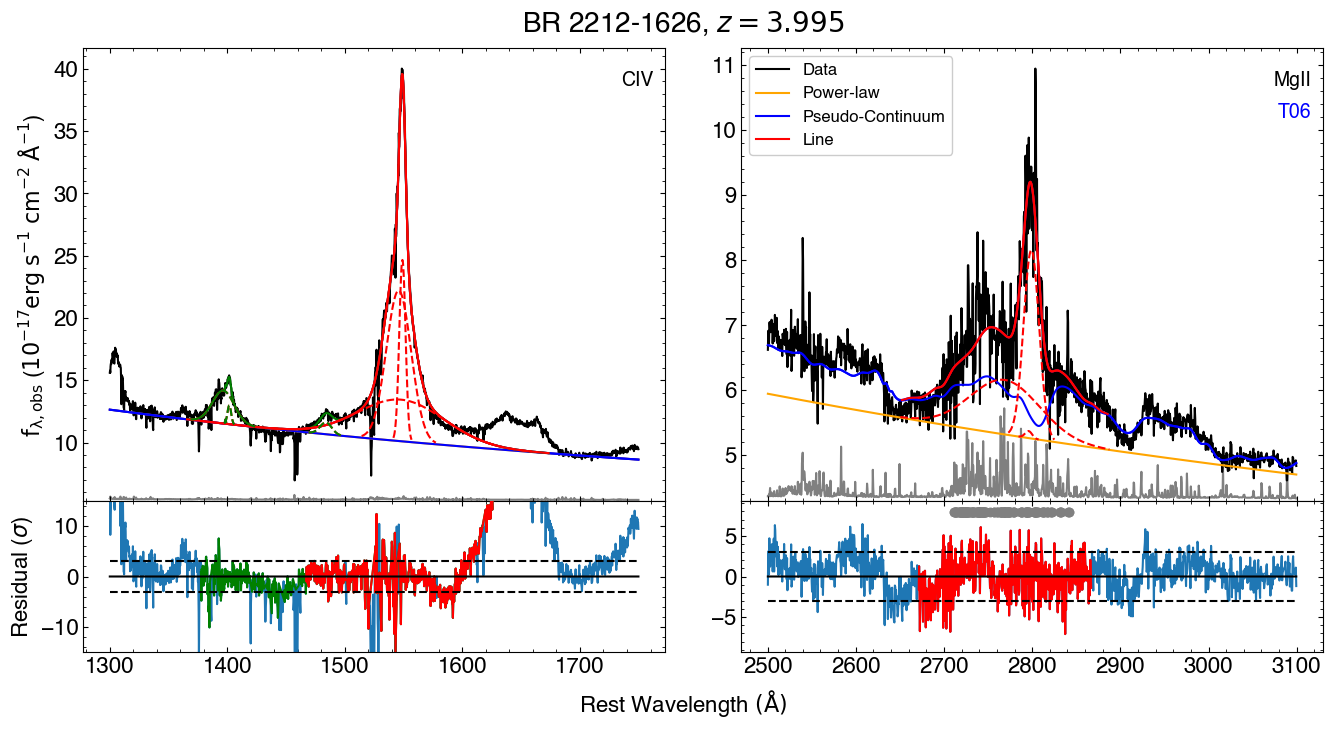 BR 2212-1626, z = 3.995
CIV
f_λ,obs (10⁻¹⁷erg s⁻¹ cm⁻² Å⁻¹)
40
35
30
25
20
15
10
Data
Power-law
Pseudo-Continuum
Line
MgII
T06
11
10
9
8
7
6
5
Residual (σ)
10
0
−10
5
0
−5
1300 1400 1500 1600 1700
2500 2600 2700 2800 2900 3000 3100
Rest Wavelength (Å)